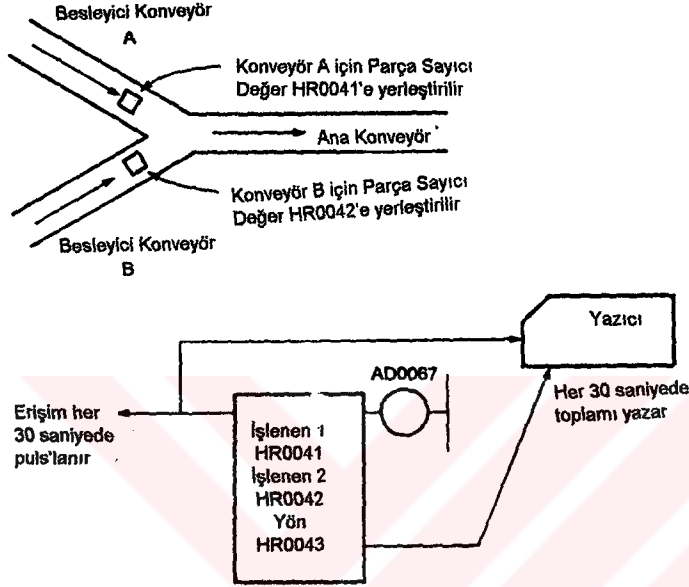 Besleyici Konveyör
A
Konveyör A için Parça Sayıcı
Değer HR0041'e yerleştirilir
Ana Konveyör
Konveyör B için Parça Sayıcı
Değer HR0042'e yerleştirilir
Besleyici Konveyör
B
Yazıcı
AD0067
Her 30 saniyede
toplamı yazar
Erişim her
30 saniyede
puls'lanır
İşlenen 1
HR0041
İşlenen 2
HR0042
Yön
HR0043